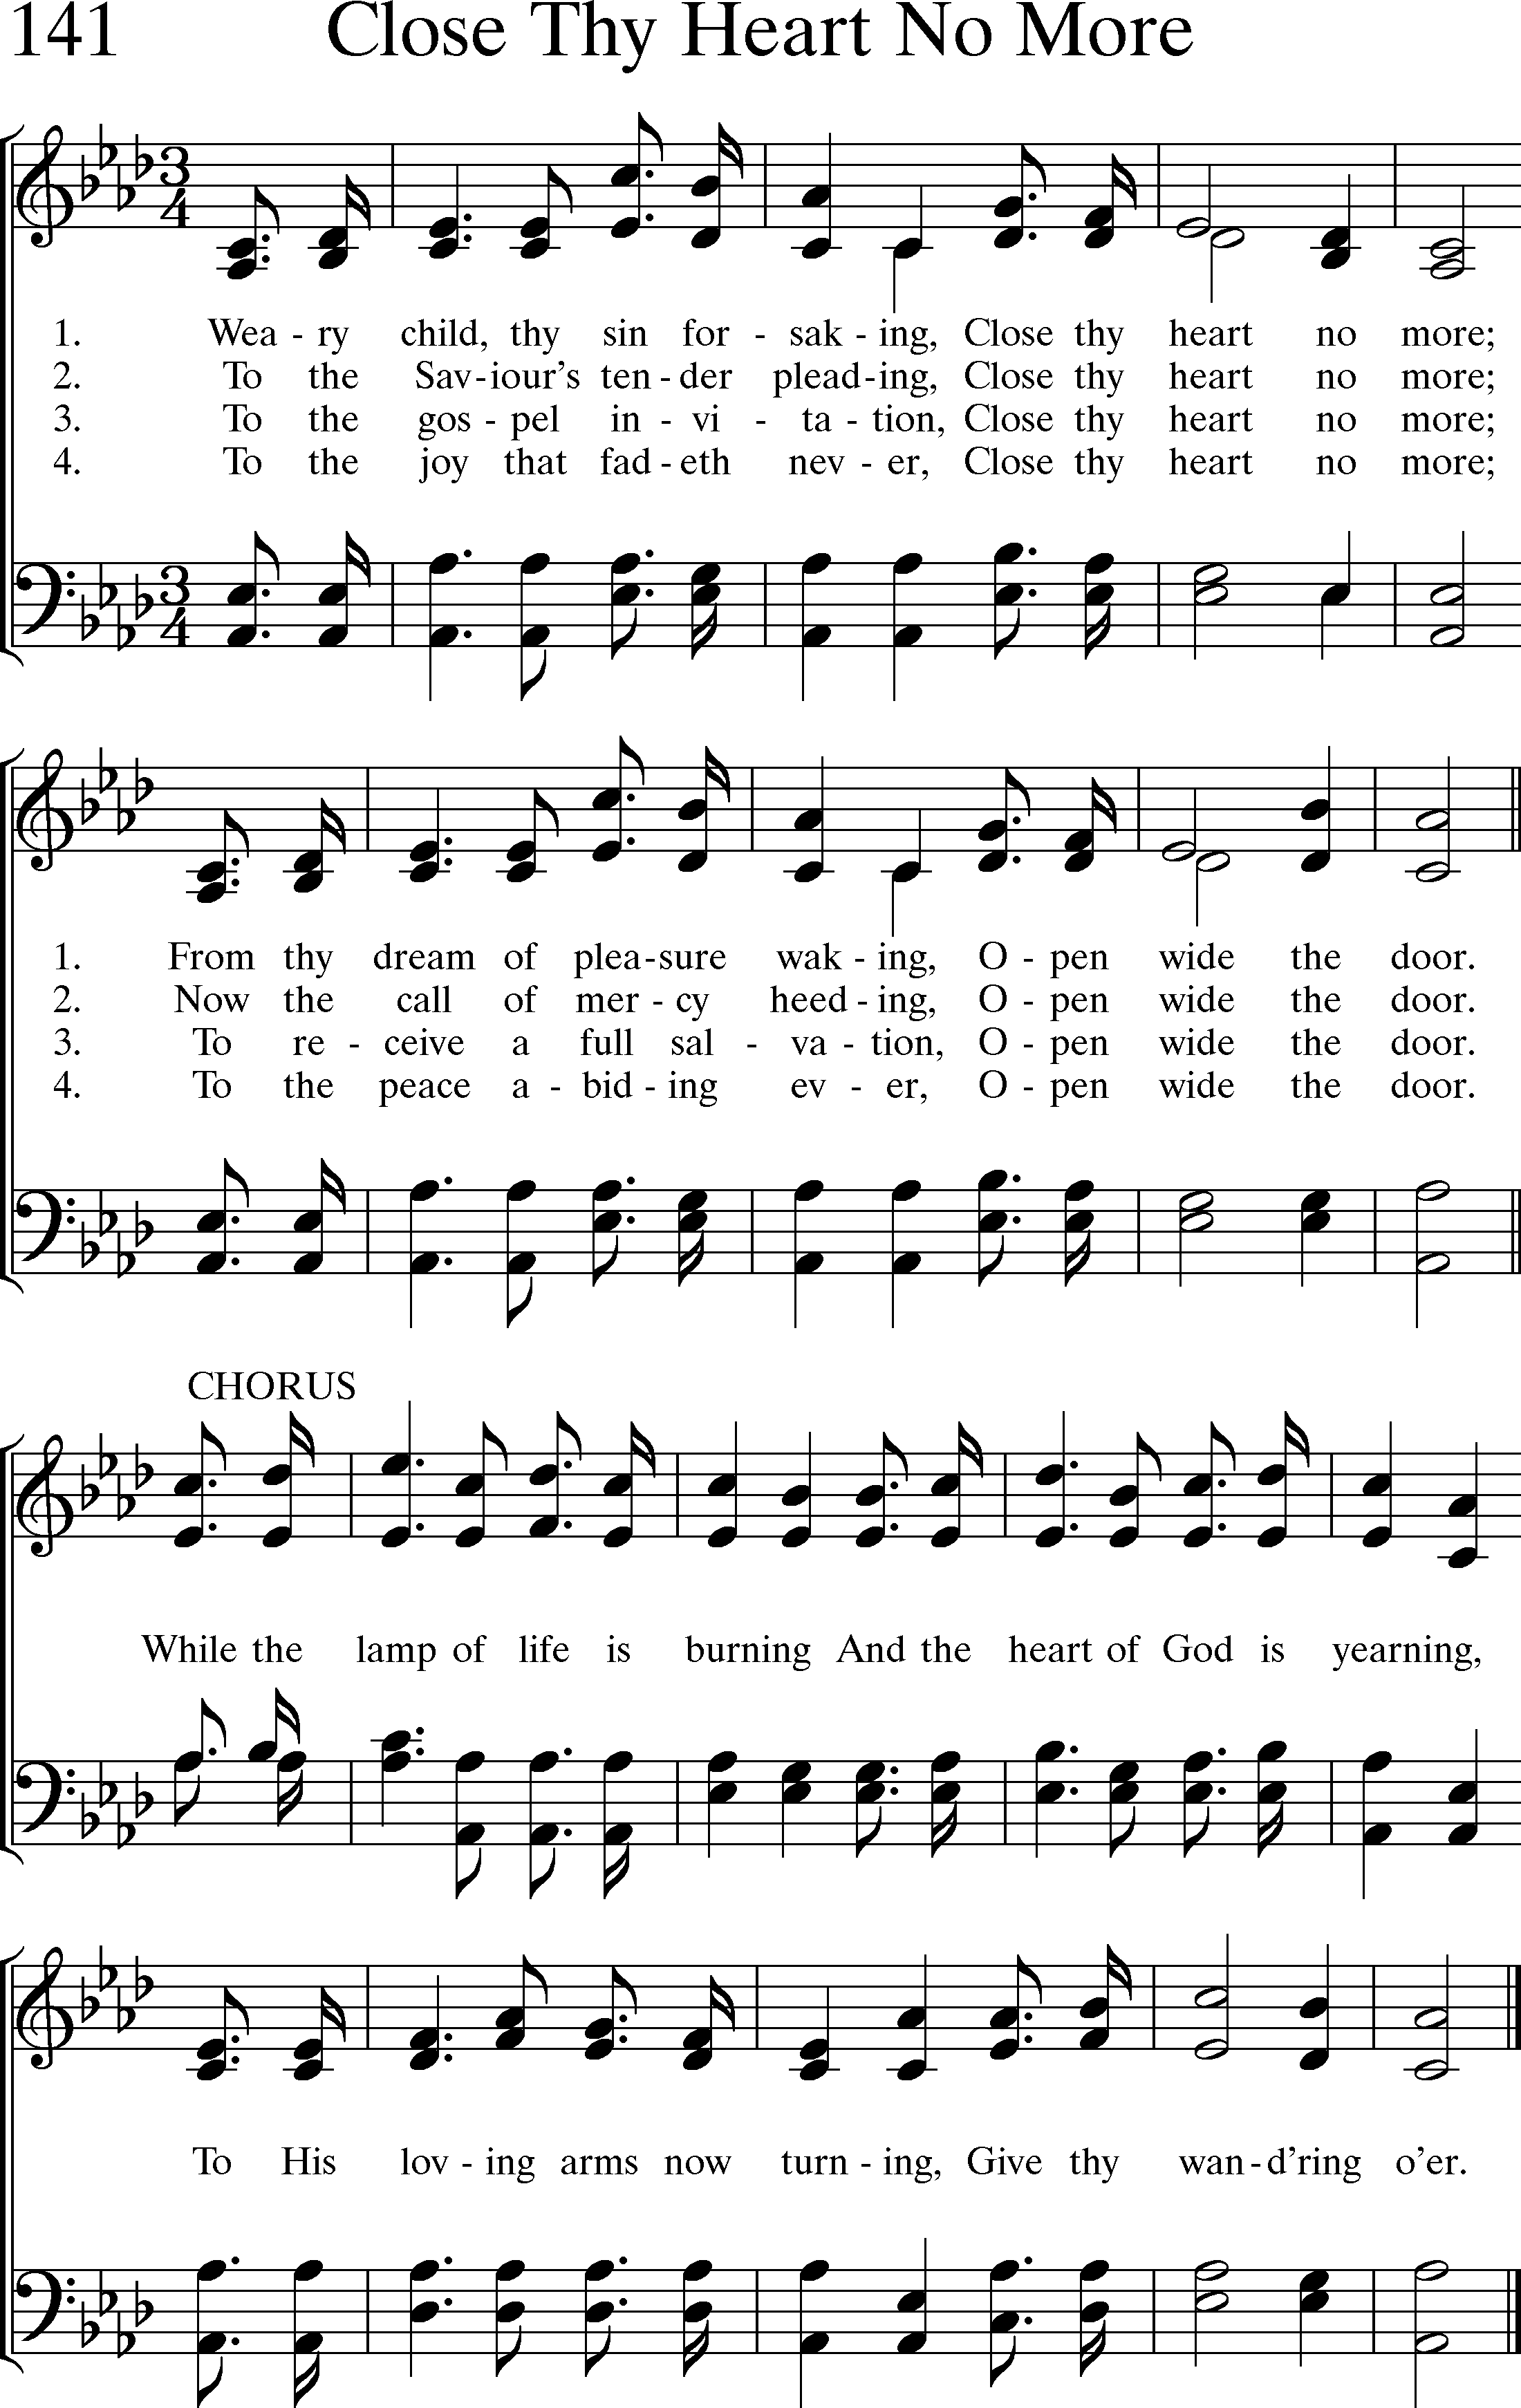 141 Close Thy Heart No More
3
4
1. Wea - ry child, thy sin for - sak - ing, Close thy heart no more;
2. To the Sav - iour's ten - der plead - ing, Close thy heart no more;
3. To the gos - pel in - vi - ta - tion, Close thy heart no more;
4. To the joy that fad - eth nev - er, Close thy heart no more;
3
4
1. From thy dream of plea - sure wak - ing, O - pen wide the door.
2. Now the call of mer - cy heed - ing, O - pen wide the door.
3. To re - ceive a full sal - va - tion, O - pen wide the door.
4. To the peace a - bid - ing ev - er, O - pen wide the door.
CHORUS
While the lamp of life is burning And the heart of God is yearning,
To His lov - ing arms now turn - ing, Give thy wan - d'ring o'er.